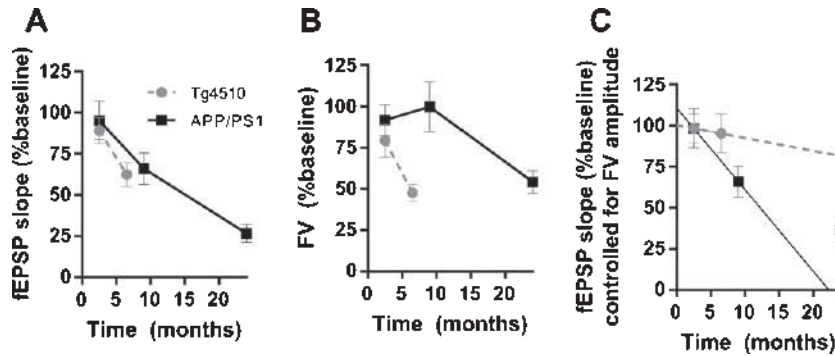 A
fEPSP slope (%baseline)
125
100
75
50
25
0
0 5 10 15 20
Time (months)
Tg4510
APP/PS1
B
FV (%baseline)
125
100
75
50
25
0
0 5 10 15 20
Time (months)
C
fEPSP slope (%baseline)
controlled for FV amplitude
125
100
75
50
25
0
0 5 10 15 20
Time (months)